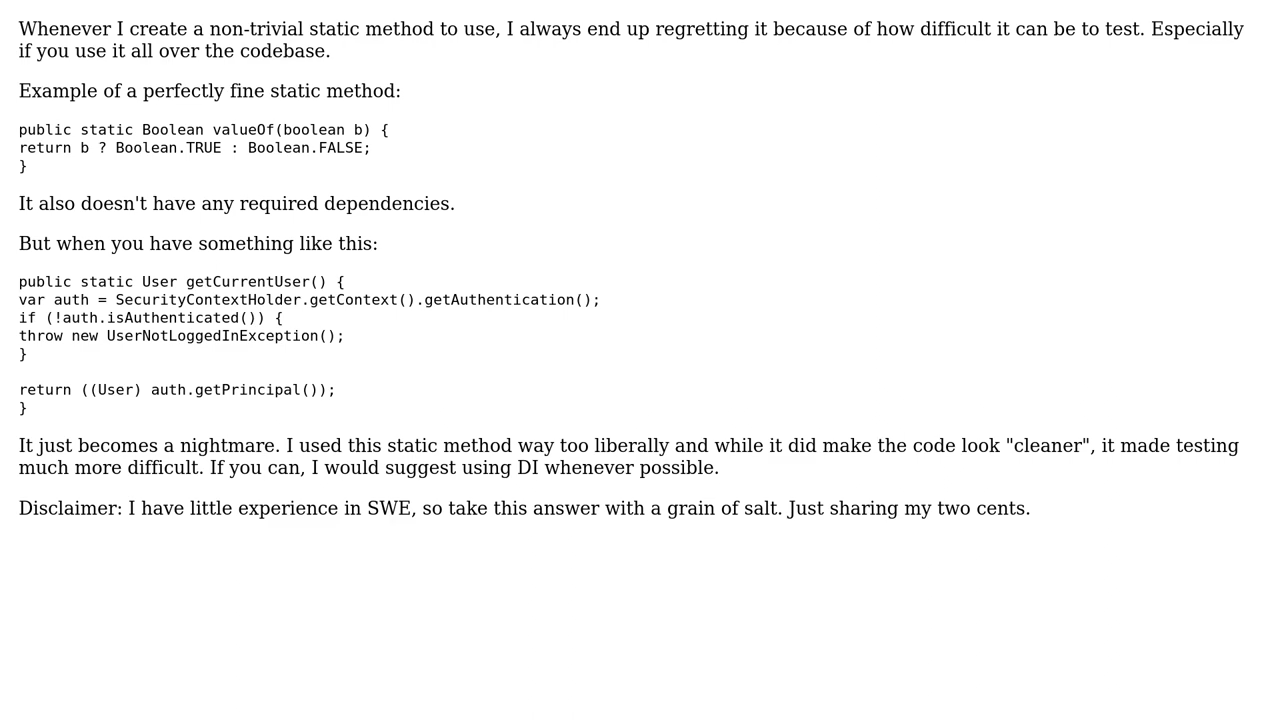 Whenever I create a non-trivial static method to use, I always end up regretting it because of how difficult it can be to test. Especially
if you use it all over the codebase.
Example of a perfectly fine static method:
public static Boolean valueOf(boolean b) {
return b ? Boolean.TRUE : Boolean.FALSE;
}
It also doesn't have any required dependencies.
But when you have something like this:
public static User getCurrentUser() {
var auth = SecurityContextHolder.getContext().getAuthentication();
if (!auth.isAuthenticated()) {
throw new UserNotLoggedInException();
}
return ((User) auth.getPrincipal());
}
It just becomes a nightmare. I used this static method way too liberally and while it did make the code look "cleaner", it made testing
much more difficult. If you can, I would suggest using DI whenever possible.
Disclaimer: I have little experience in SWE, so take this answer with a grain of salt. Just sharing my two cents.